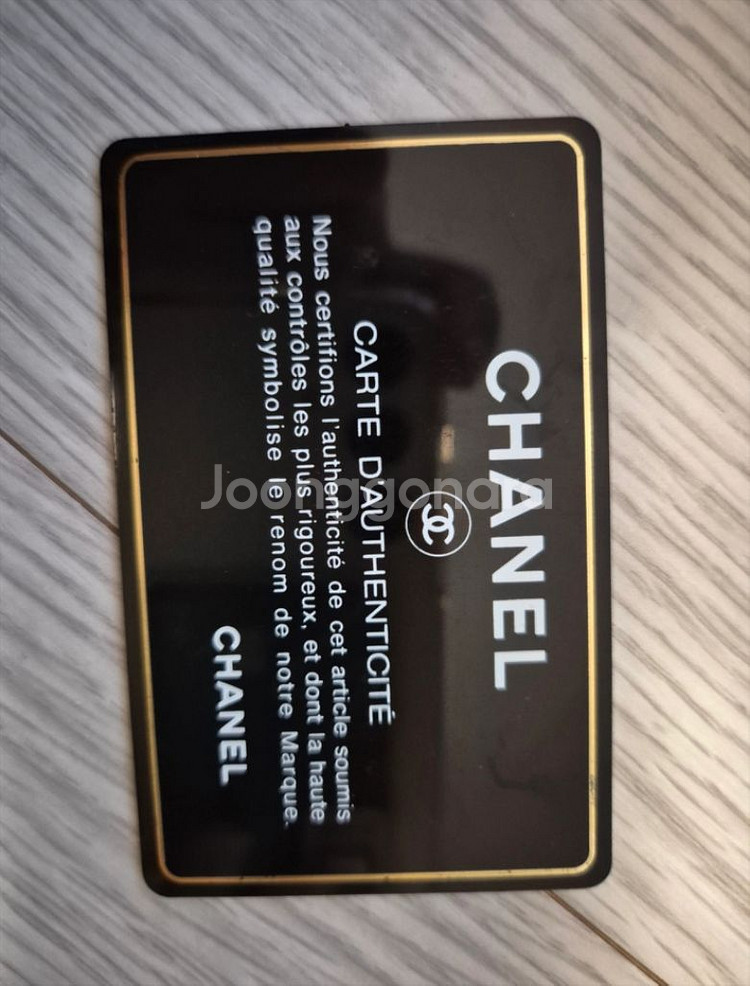 CHANEL
CARTE D'AUTHENTICITÉ
Nous certifions l'authenticité de cet article soumis
aux contrôles les plus rigoureux, et dont la haute
qualité symbolise le renom de notre Marque.
CHANEL
Joonggonara